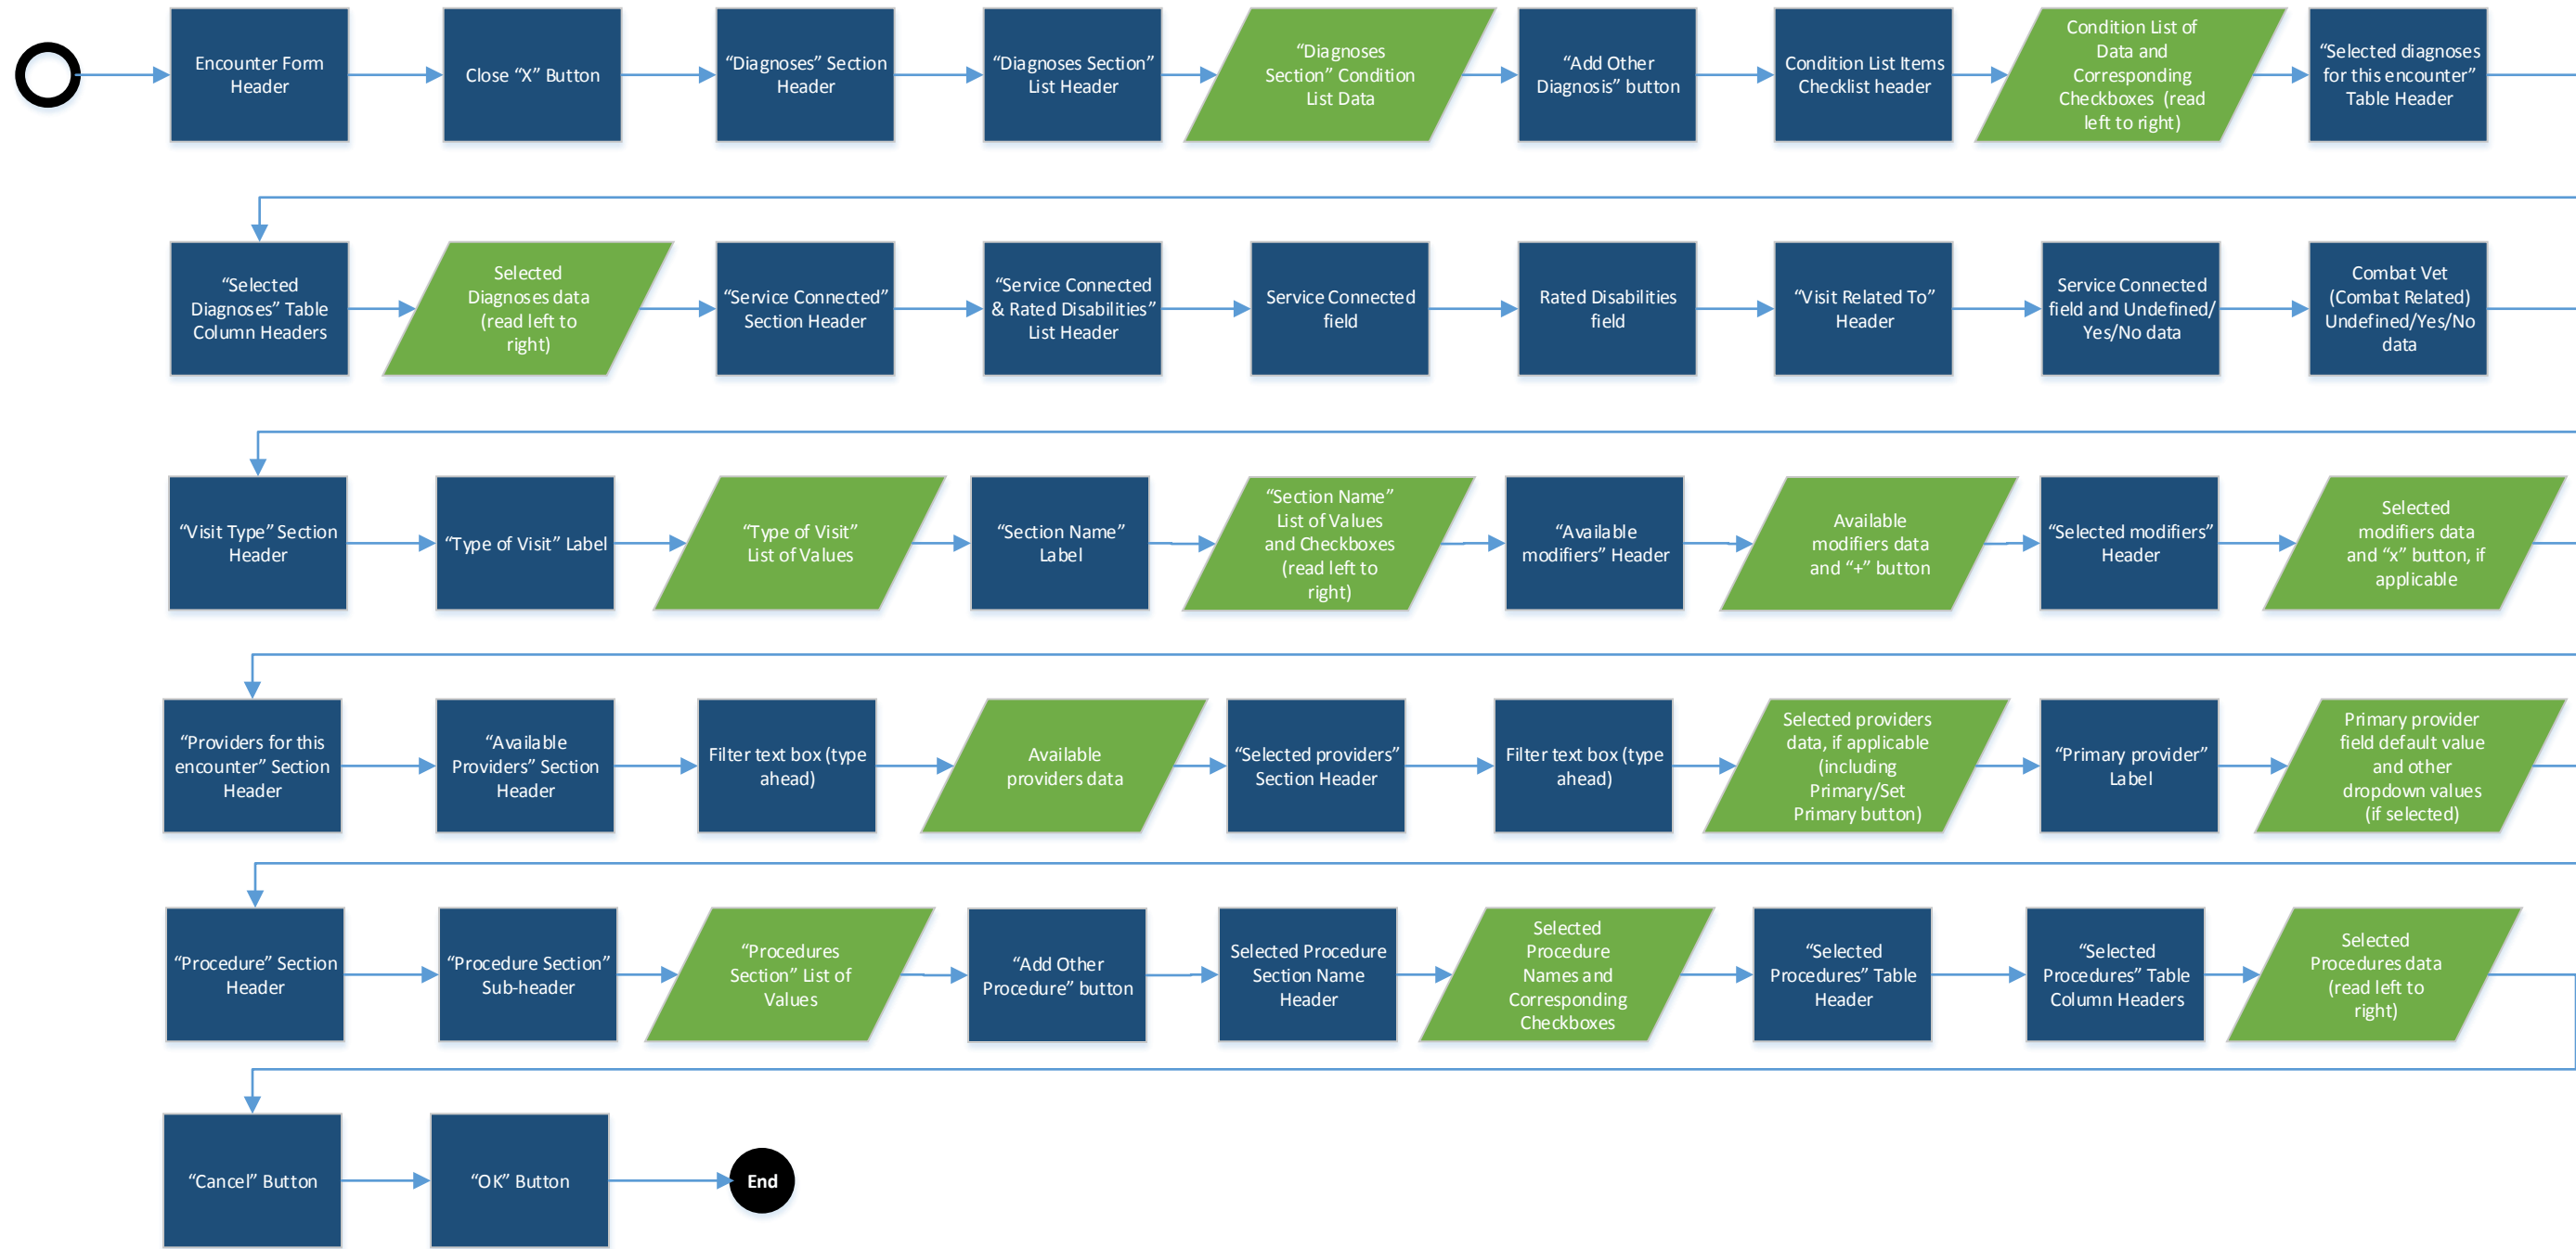 Encounter Form
Header
Close “X” Button
“Diagnoses” Section
Header
“Diagnoses Section”
List Header
“Diagnoses
Section” Condition
List Data
“Add Other
Diagnosis” button
Condition List Items
Checklist header
Condition List of
Data and
Corresponding
Checkboxes (read
left to right)
“Selected diagnoses
for this encounter”
Table Header
“Selected
Diagnoses” Table
Column Headers
Selected
Diagnoses data
(read left to
right)
“Service Connected”
Section Header
“Service Connected
& Rated Disabilities”
List Header
Service Connected
field
Rated Disabilities
field
“Visit Related To”
Header
Service Connected
field and Undefined/
Yes/No data
Combat Vet
(Combat Related)
Undefined/Yes/No
data
“Visit Type” Section
Header
“Type of Visit” Label
“Type of Visit”
List of Values
“Section Name”
Label
“Section Name”
List of Values
and Checkboxes
(read left to
right)
“Available
modifiers” Header
Available
modifiers data
and “+” button
“Selected modifiers”
Header
Selected
modifiers data
and “x” button, if
applicable
“Providers for this
encounter” Section
Header
“Available
Providers” Section
Header
Filter text box (type
ahead)
Available
providers data
“Selected providers”
Section Header
Filter text box (type
ahead)
Selected providers
data, if applicable
(including
Primary/Set
Primary button)
“Primary provider”
Label
Primary provider
field default value
and other
dropdown values
(if selected)
“Procedure” Section
Header
“Procedure Section”
Sub-header
“Procedures
Section” List of
Values
“Add Other
Procedure” button
Selected Procedure
Section Name
Header
Selected
Procedure
Names and
Corresponding
Checkboxes
“Selected
Procedures” Table
Header
“Selected
Procedures” Table
Column Headers
Selected
Procedures data
(read left to
right)
“Cancel” Button
“OK” Button
End